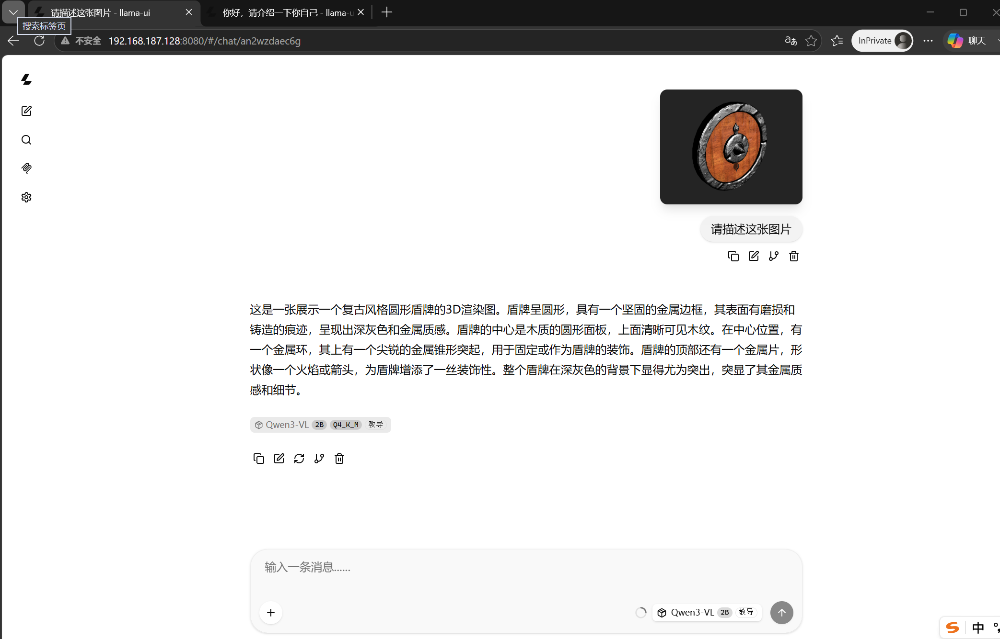 请描述这张图片 - llama-ui
你好，请介绍一下你自己 - llama-u
搜索标签页
不安全
192.168.187.128:8080/#/chat/an2wzdaec6g
InPrivate
聊天
请描述这张图片
这是一张展示一个复古风格圆形盾牌的3D渲染图。盾牌呈圆形，具有一个坚固的金属边框，其表面有磨损和
铸造的痕迹，呈现出深灰色和金属质感。盾牌的中心是木质的圆形面板，上面清晰可见木纹。在中心位置，有
一个金属环，其上有一个尖锐的金属锥形突起，用于固定或作为盾牌的装饰。盾牌的顶部还有一个金属片，形
状像一个火焰或箭头，为盾牌增添了一丝装饰性。整个盾牌在深灰色的背景下显得尤为突出，突显了其金属质
感和细节。
Qwen3-VL 2B Q4_K_M 教导
输入一条消息......
Qwen3-VL 2B 教导
中